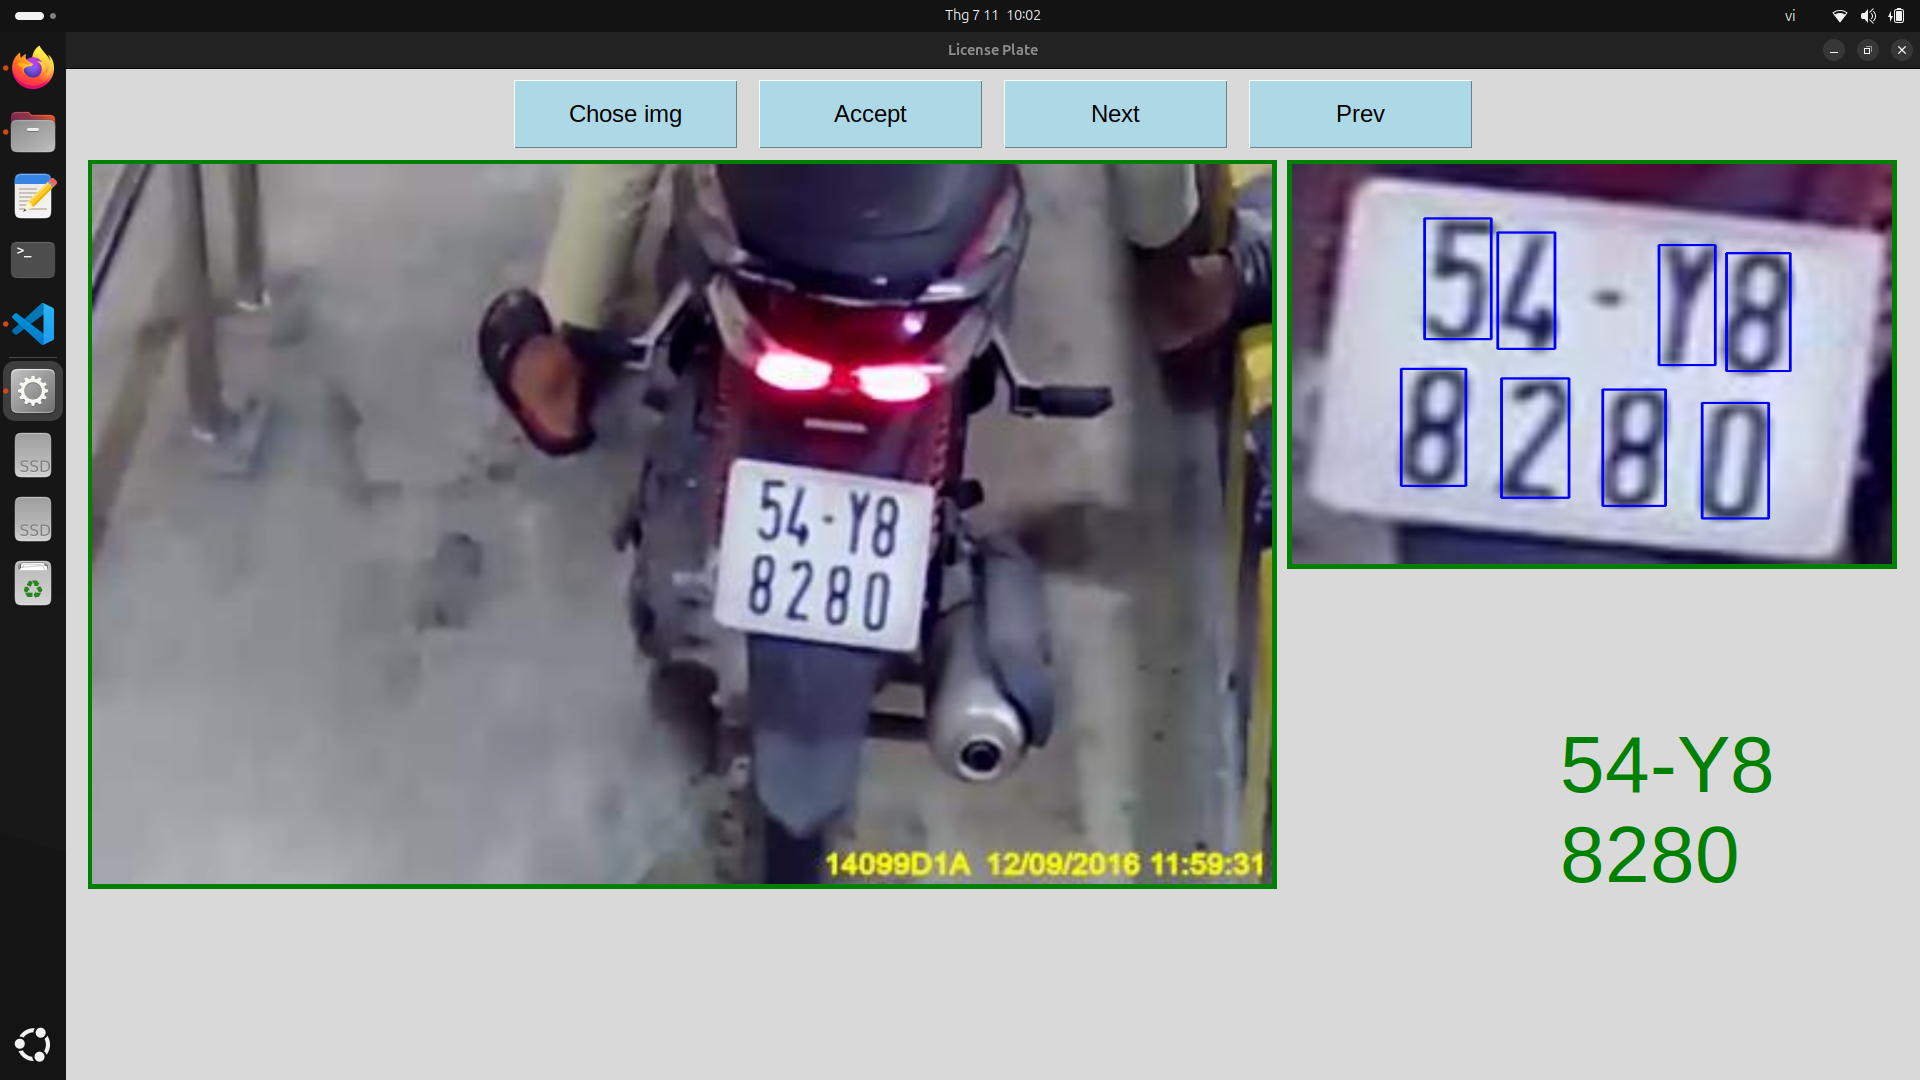 Thg 7 11 10:02
vi
License Plate
Chose img
Accept
Next
Prev
>_
SSD
SSD
54-Y8
8280
14099D1A 12/09/2016 11:59:31
54-Y8
8280
54-Y8
8280